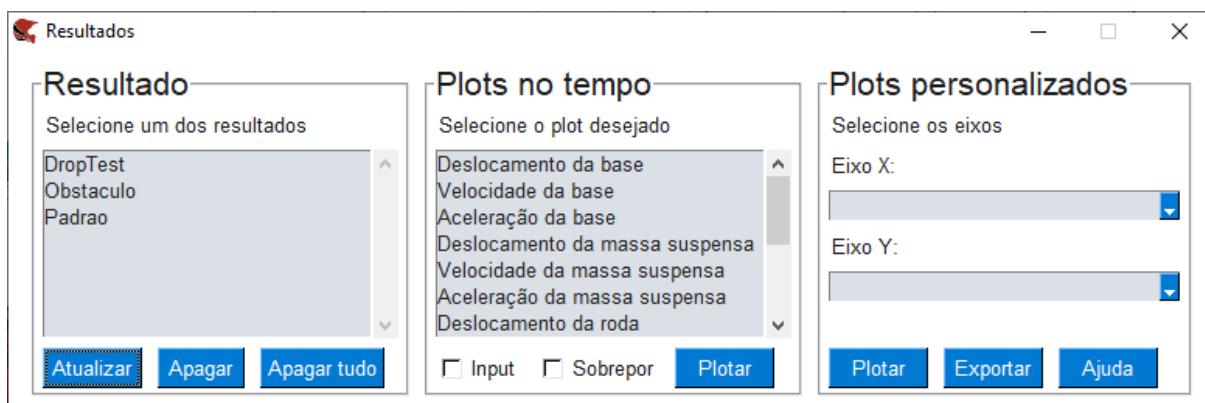 Resultados
Resultado
Selecione um dos resultados
DropTest
Obstaculo
Padrao
Atualizar Apagar Apagar tudo
Plots no tempo
Selecione o plot desejado
Deslocamento da base
Velocidade da base
Aceleração da base
Deslocamento da massa suspensa
Velocidade da massa suspensa
Aceleração da massa suspensa
Deslocamento da roda
Input Sobrepor Plotar
Plots personalizados
Selecione os eixos
Eixo X:
Eixo Y:
Plotar Exportar Ajuda